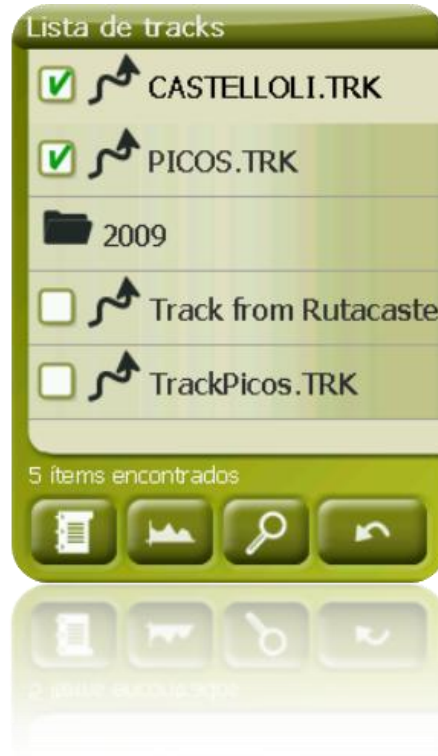 Lista de tracks
CASTELLOLI.TRK
PICOS.TRK
2009
Track from Rutacaste
TrackPicos.TRK
5 ítems encontrados